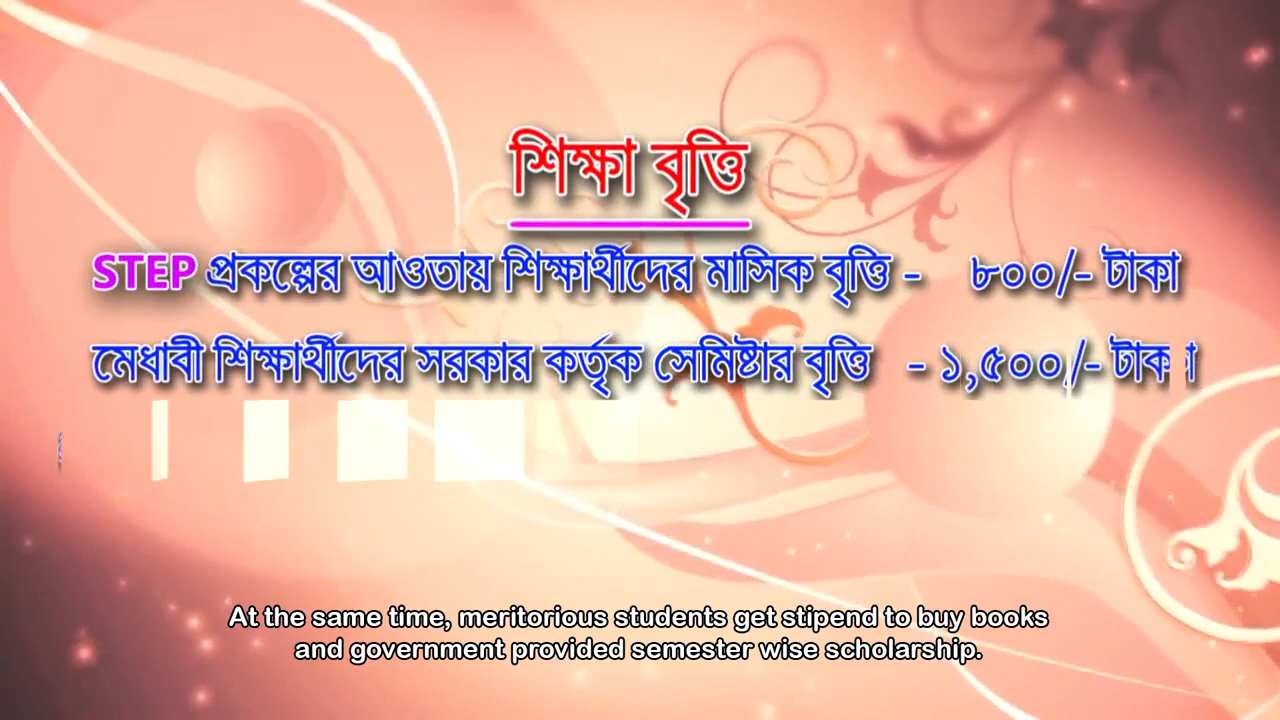 শিক্ষা বৃত্তি
STEP প্রকল্পের আওতায় শিক্ষার্থীদের মাসিক বৃত্তি - ৮০০/- টাকা
মেধাবী শিক্ষার্থীদের সরকার কর্তৃক সেমিষ্টার বৃত্তি - ১,৫০০/- টাকা
At the same time, meritorious students get stipend to buy books
and government provided semester wise scholarship.